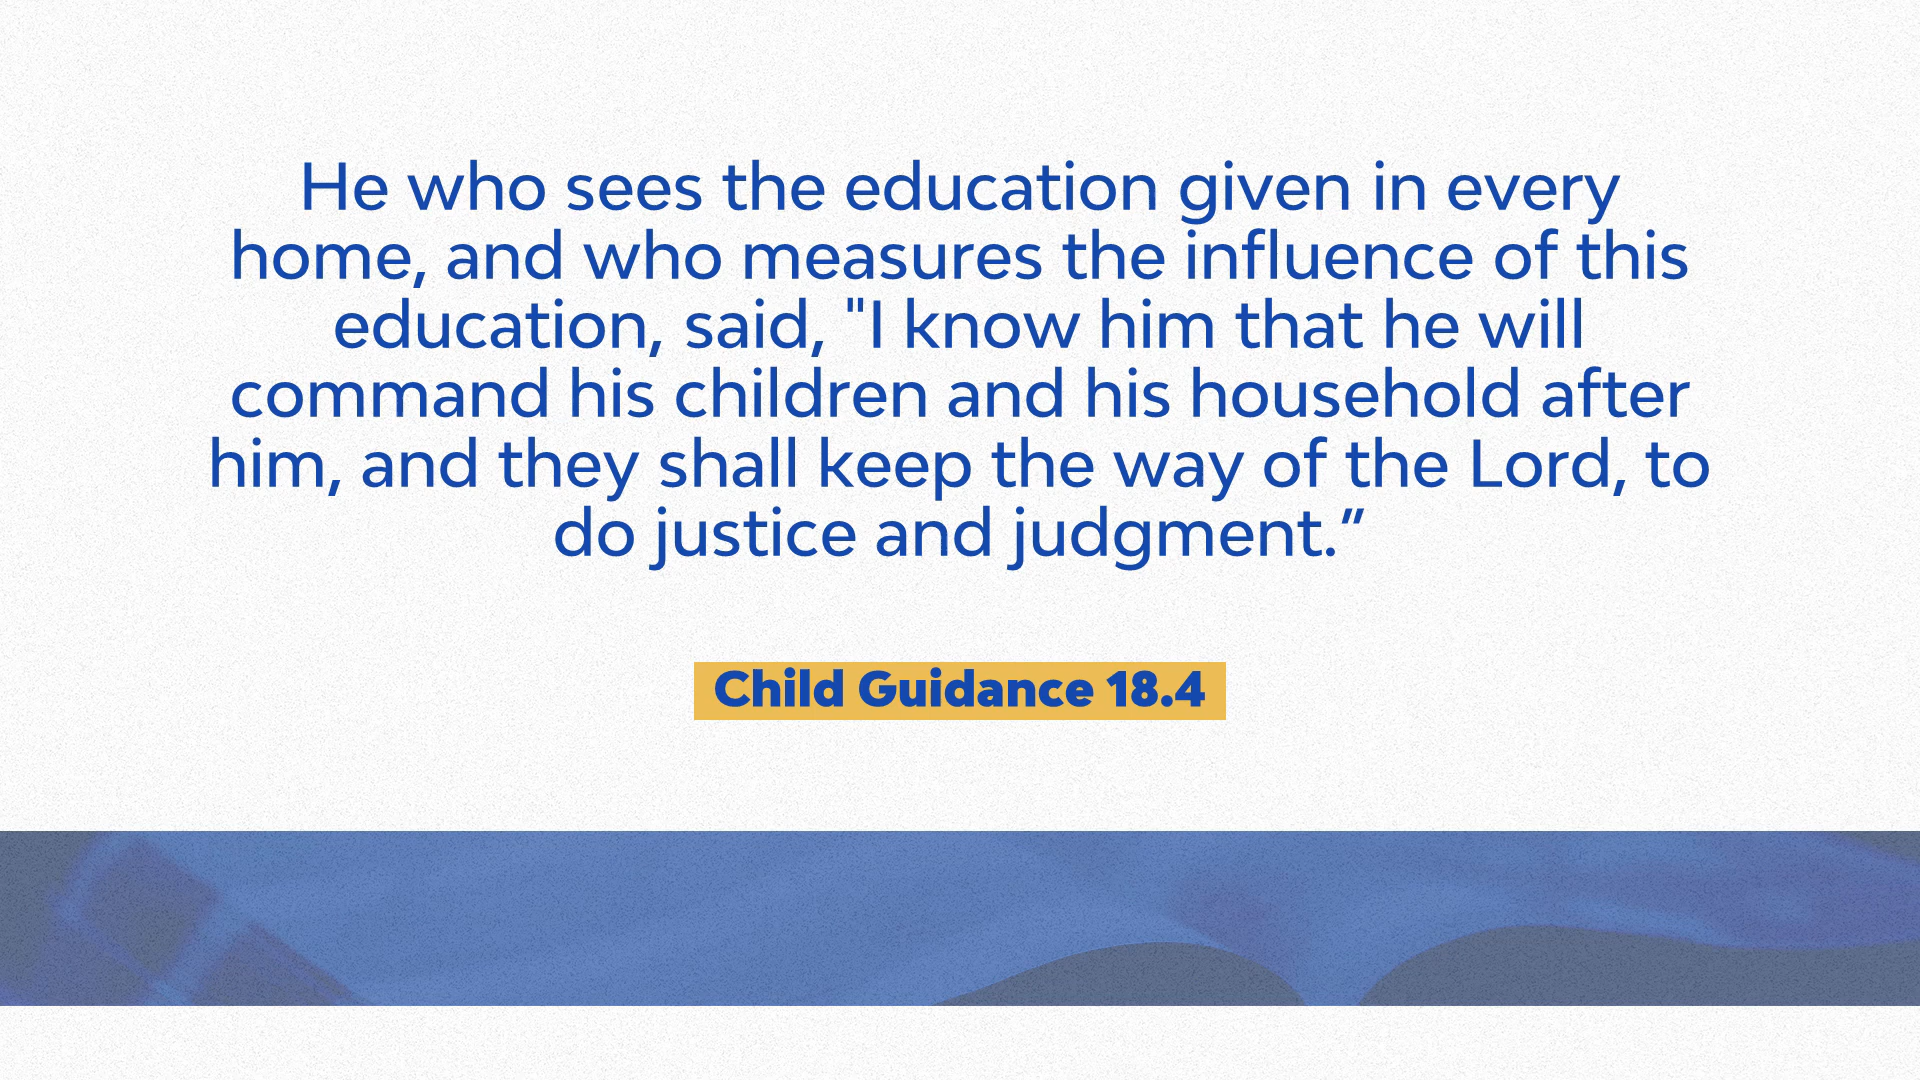 He who sees the education given in every
home, and who measures the influence of this
education, said, "I know him that he will
command his children and his household after
him, and they shall keep the way of the Lord, to
do justice and judgment.”
Child Guidance 18.4